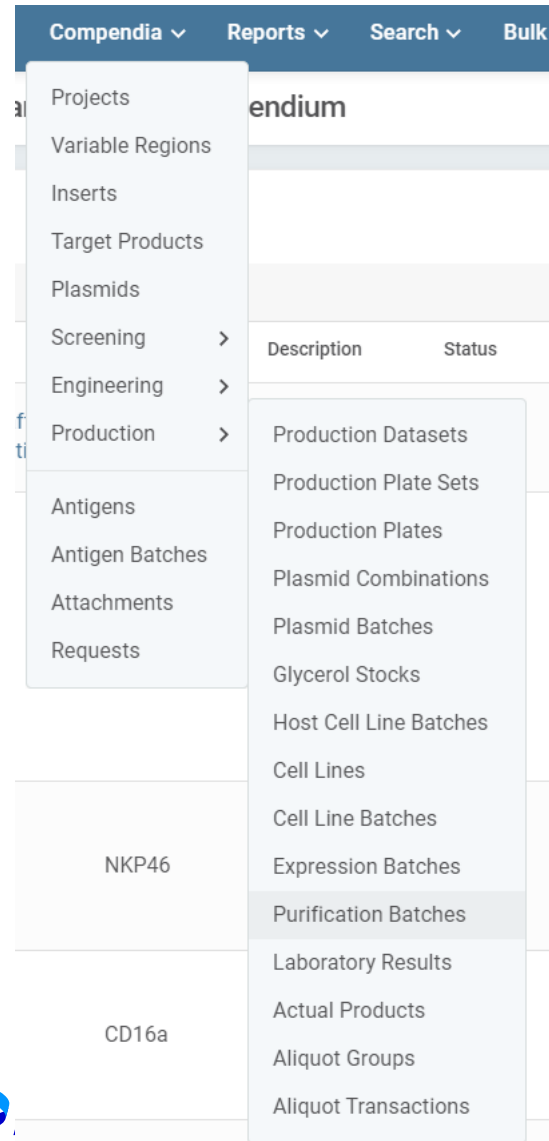 Compendia Reports Search Bulk
endium
Projects
Variable Regions
Inserts
Target Products
Plasmids
Screening
Engineering
Production
Antigens
Antigen Batches
Attachments
Requests
Description Status
Production Datasets
Production Plate Sets
Production Plates
Plasmid Combinations
Plasmid Batches
Glycerol Stocks
Host Cell Line Batches
Cell Lines
Cell Line Batches
Expression Batches
Purification Batches
Laboratory Results
Actual Products
Aliquot Groups
Aliquot Transactions
NKP46
CD16a